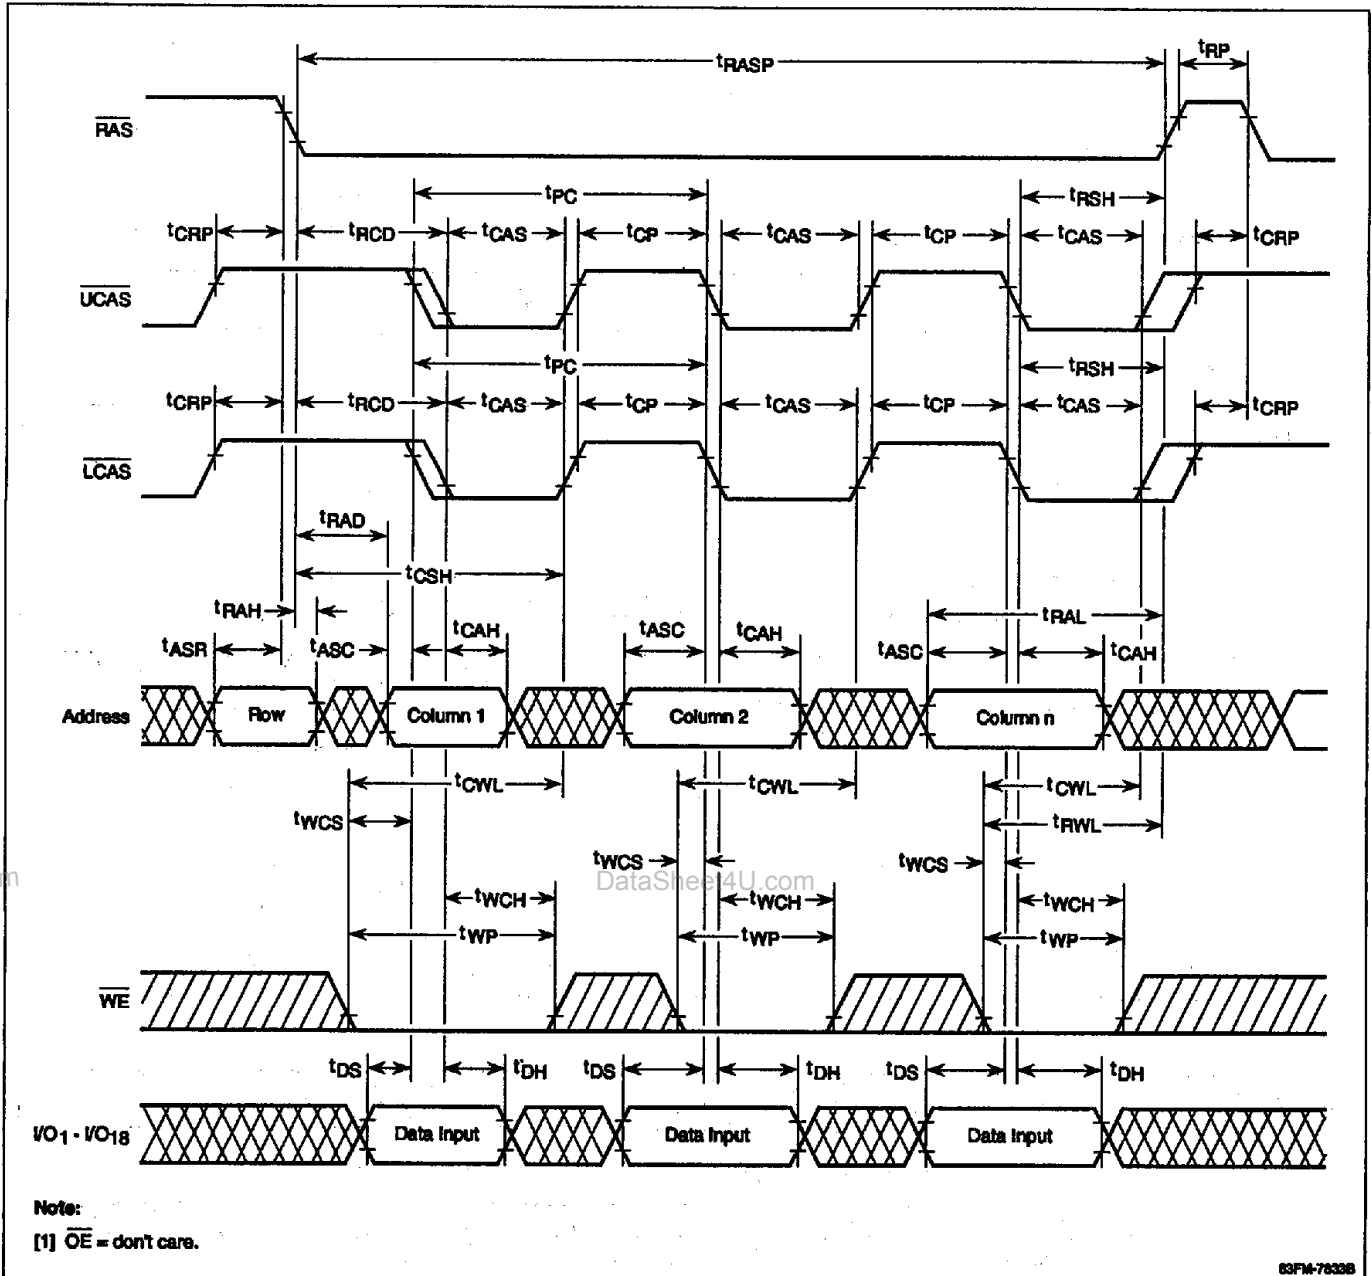 tRASP tRP
RAS
tPC tRSH
tCRP tRCD tCAS tCP tCAS tCP tCAS tCRP
UCAS
tPC tRSH
tCRP tRCD tCAS tCP tCAS tCP tCAS tCRP
LCAS
tRAD
tCSH
tRAH tCAH tASC tCAH tRAL
tASR tASC tASC tCAH
Address Row Column 1 Column 2 Column n
tCWL tCWL tCWL
tWCS tRWL
tWCS tWCS
m DataSheet4U.com
tWCH tWCH tWCH
tWP tWP tWP
WE
tDS tDH tDS tDH tDS tDH
I/O1 - I/O18 Data Input Data Input Data Input
Note:
[1] OE = don't care.
83FM-7833B